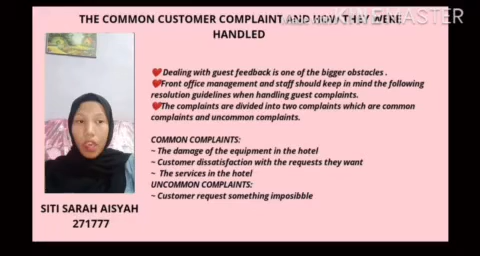 THE COMMON CUSTOMER COMPLAINT AND HOW THEY WERE
HANDLED
❤Dealing with guest feedback is one of the bigger obstacles .
❤Front office management and staff should keep in mind the following
resolution guidelines when handling guest complaints.
❤The complaints are divided into two complaints which are common
complaints and uncommon complaints.
COMMON COMPLAINTS:
~ The damage of the equipment in the hotel
~ Customer dissatisfaction with the requests they want
~ The services in the hotel
UNCOMMON COMPLAINTS:
~ Customer request something imposibble
SITI SARAH AISYAH
271777